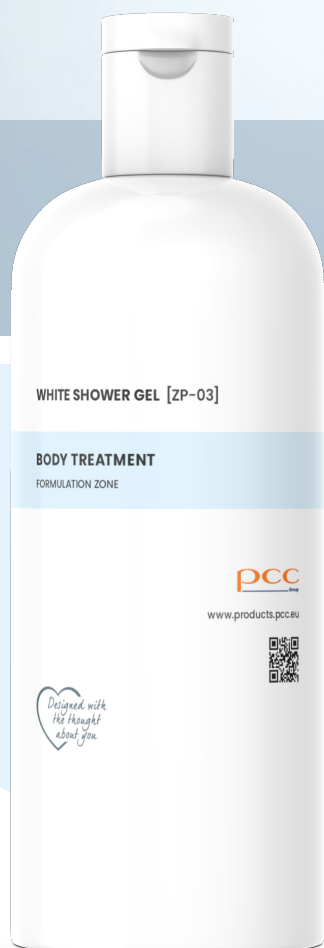 WHITE SHOWER GEL [ZP-03]
BODY TREATMENT
FORMULATION ZONE
pcc
Group
www.products.pcc.eu
Designed with
the thought
about you